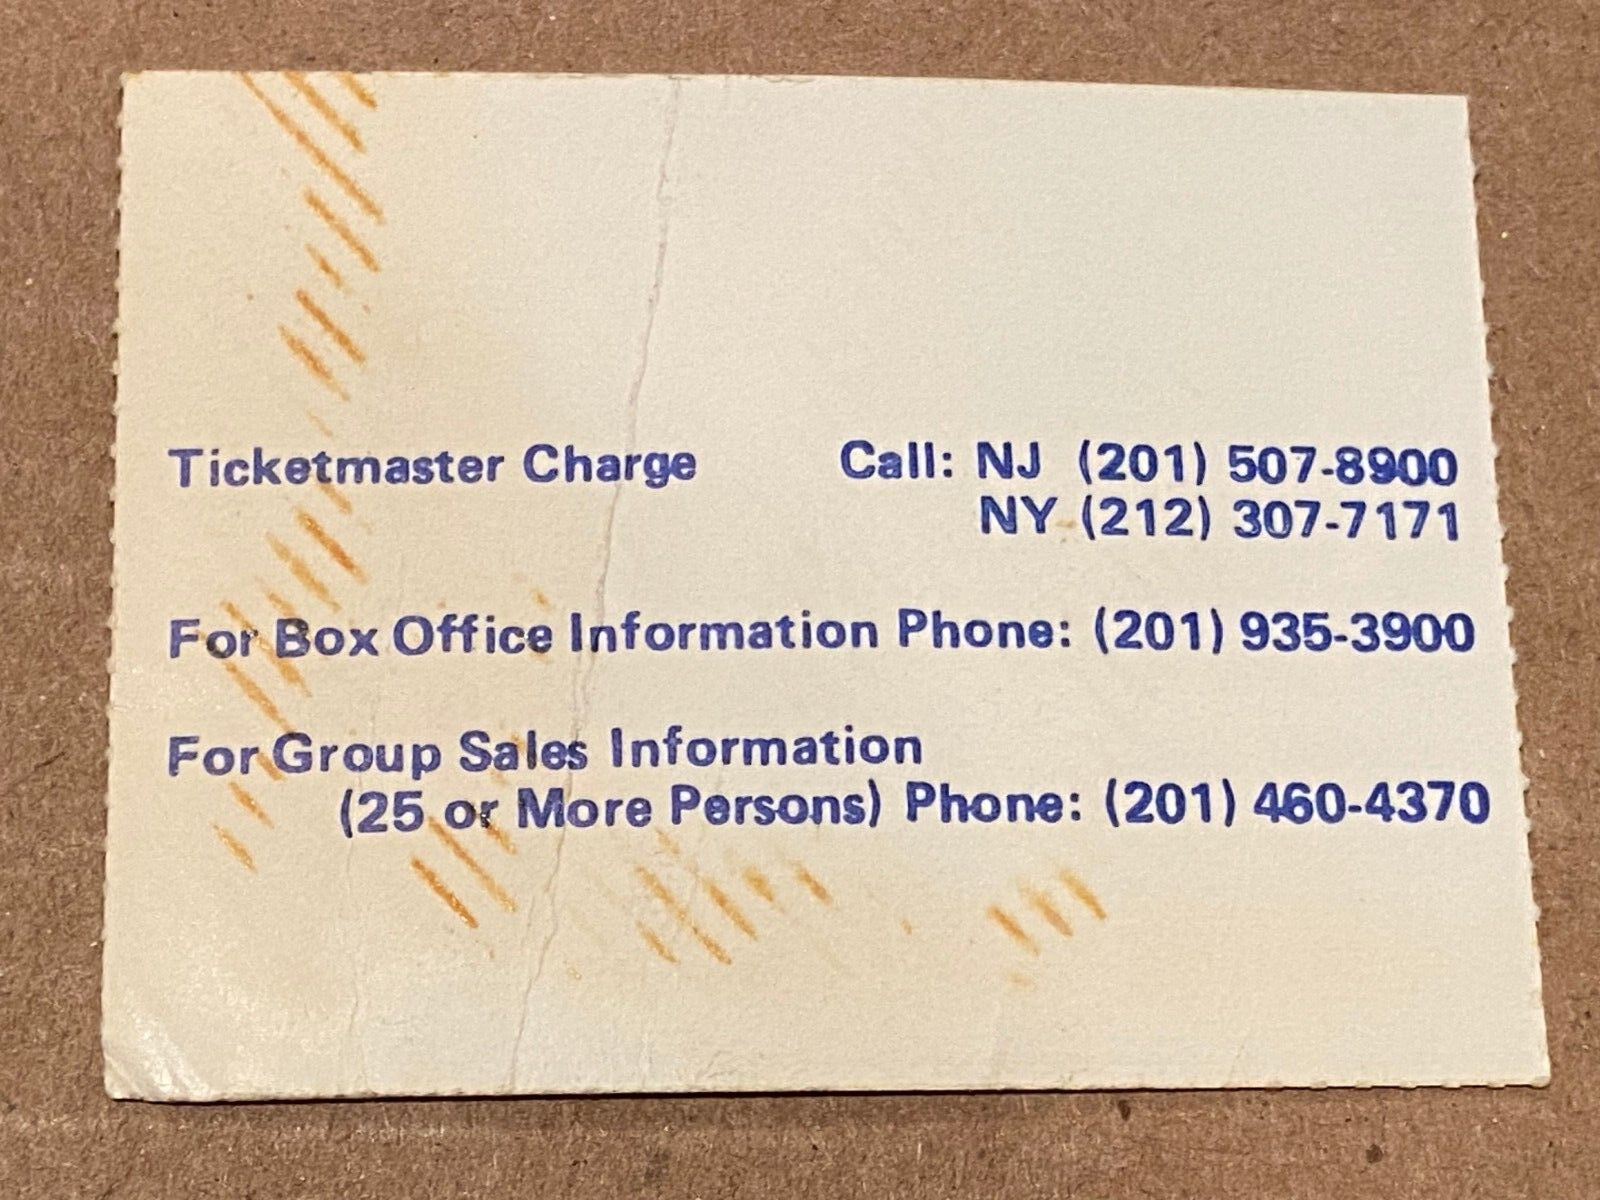 Ticketmaster Charge Call: NJ (201) 507-8900
NY (212) 307-7171
For Box Office Information Phone: (201) 935-3900
For Group Sales Information
(25 or More Persons) Phone: (201) 460-4370